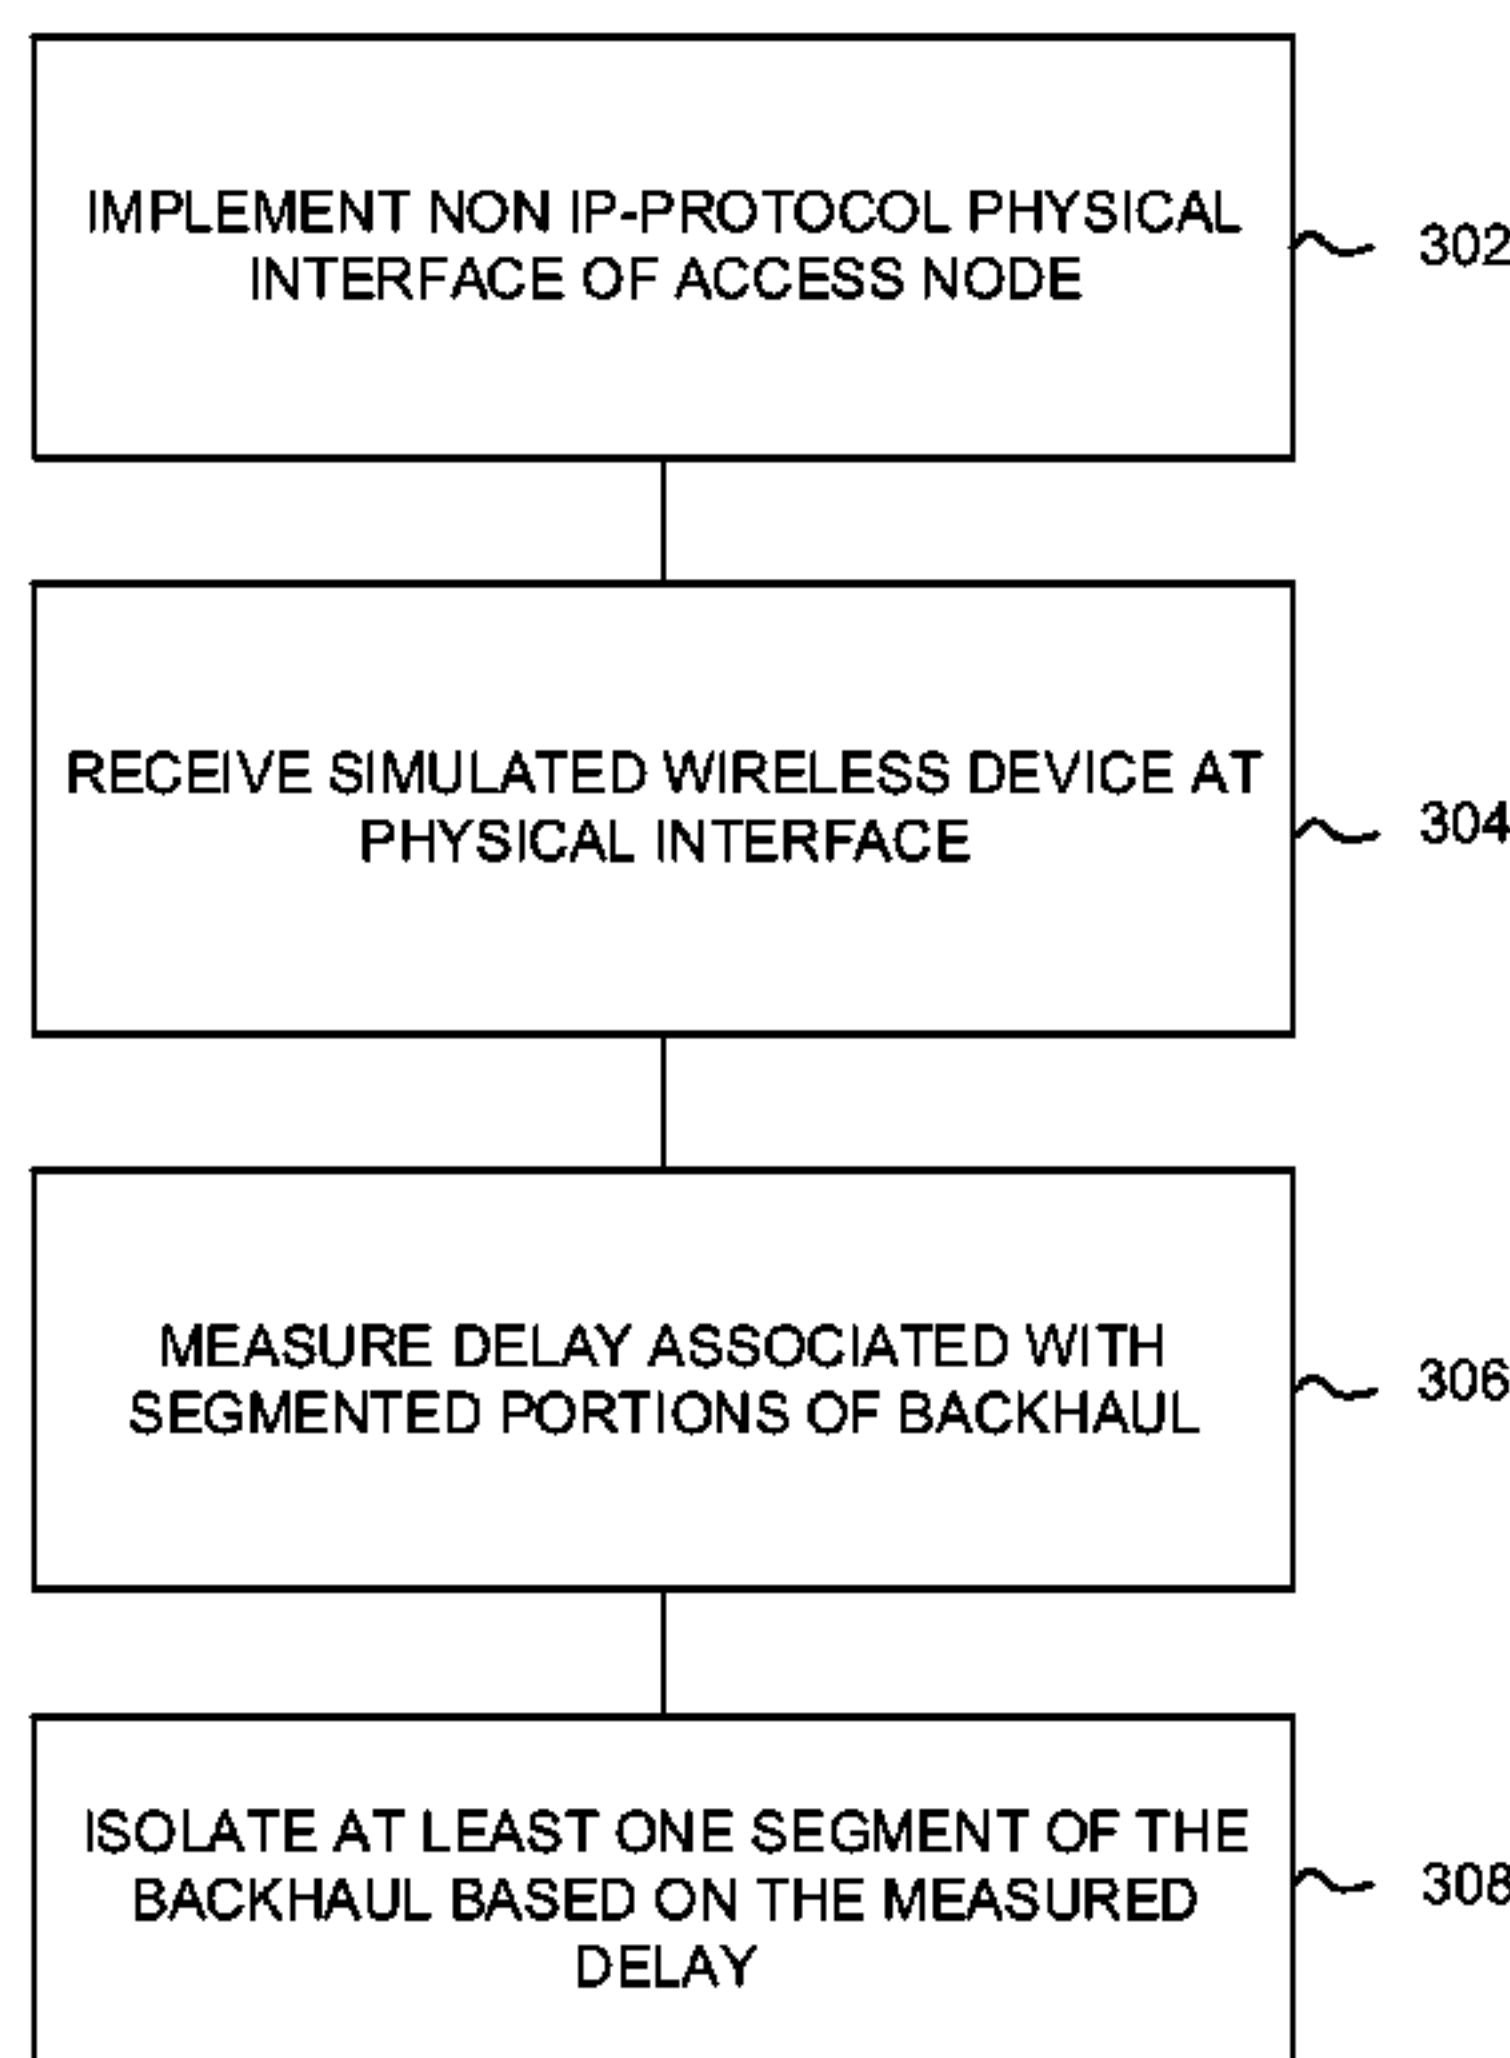 IMPLEMENT NON IP-PROTOCOL PHYSICAL
INTERFACE OF ACCESS NODE
302
RECEIVE SIMULATED WIRELESS DEVICE AT
PHYSICAL INTERFACE
304
MEASURE DELAY ASSOCIATED WITH
SEGMENTED PORTIONS OF BACKHAUL
306
ISOLATE AT LEAST ONE SEGMENT OF THE
BACKHAUL BASED ON THE MEASURED
DELAY
308